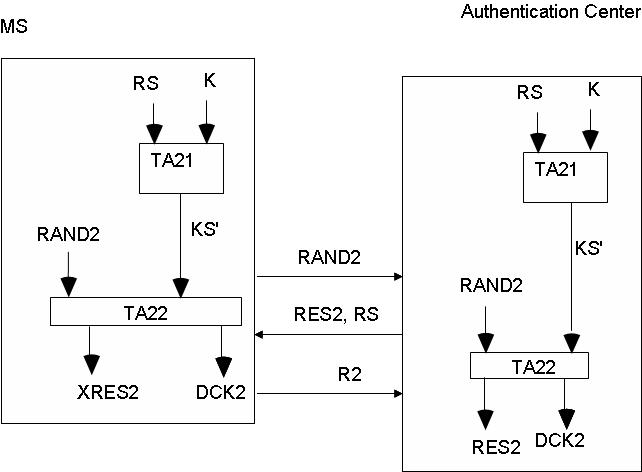 Authentication Center
MS
RS K
TA21
KS'
RAND2
TA22
XRES2 DCK2
RAND2
RES2, RS
R2
RS K
TA21
KS'
RAND2
TA22
RES2 DCK2